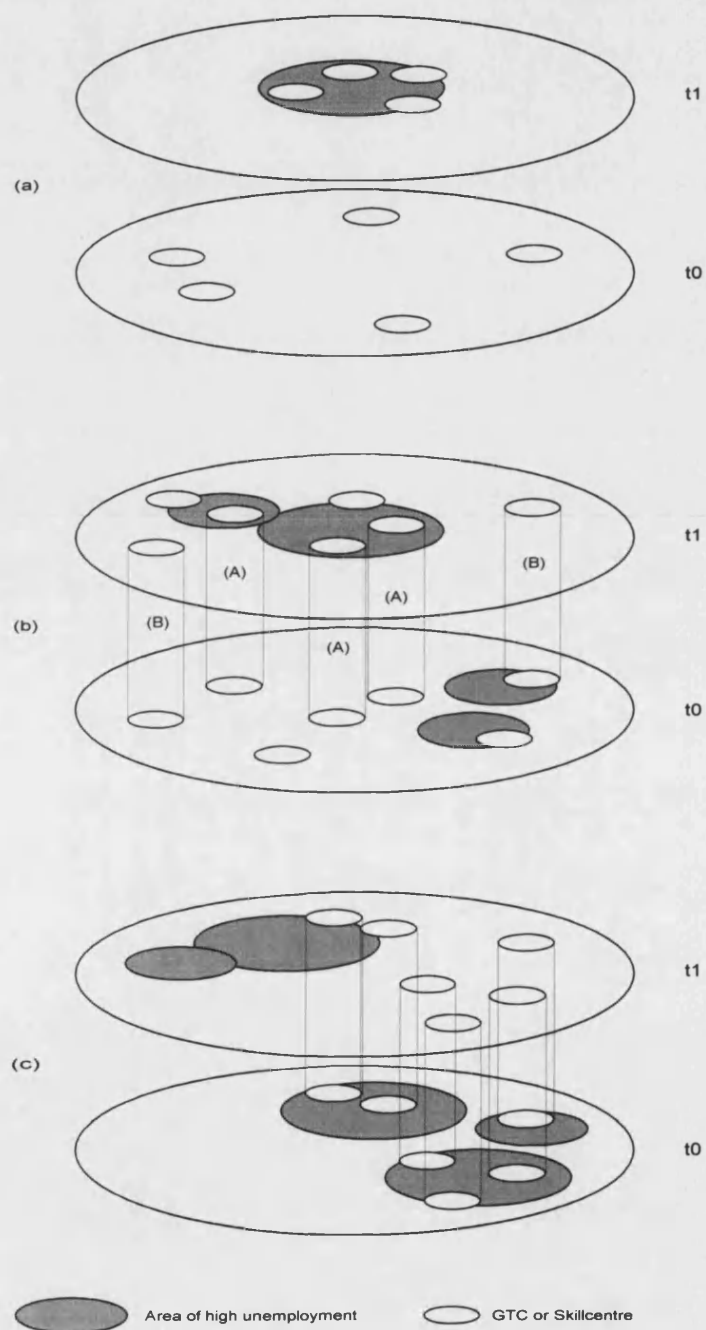 t1
(a)
t0
t1
(A)
(B)
(A)
(B)
(b)
(A)
t0
t1
(c)
t0
Area of high unemployment
GTC or Skillcentre